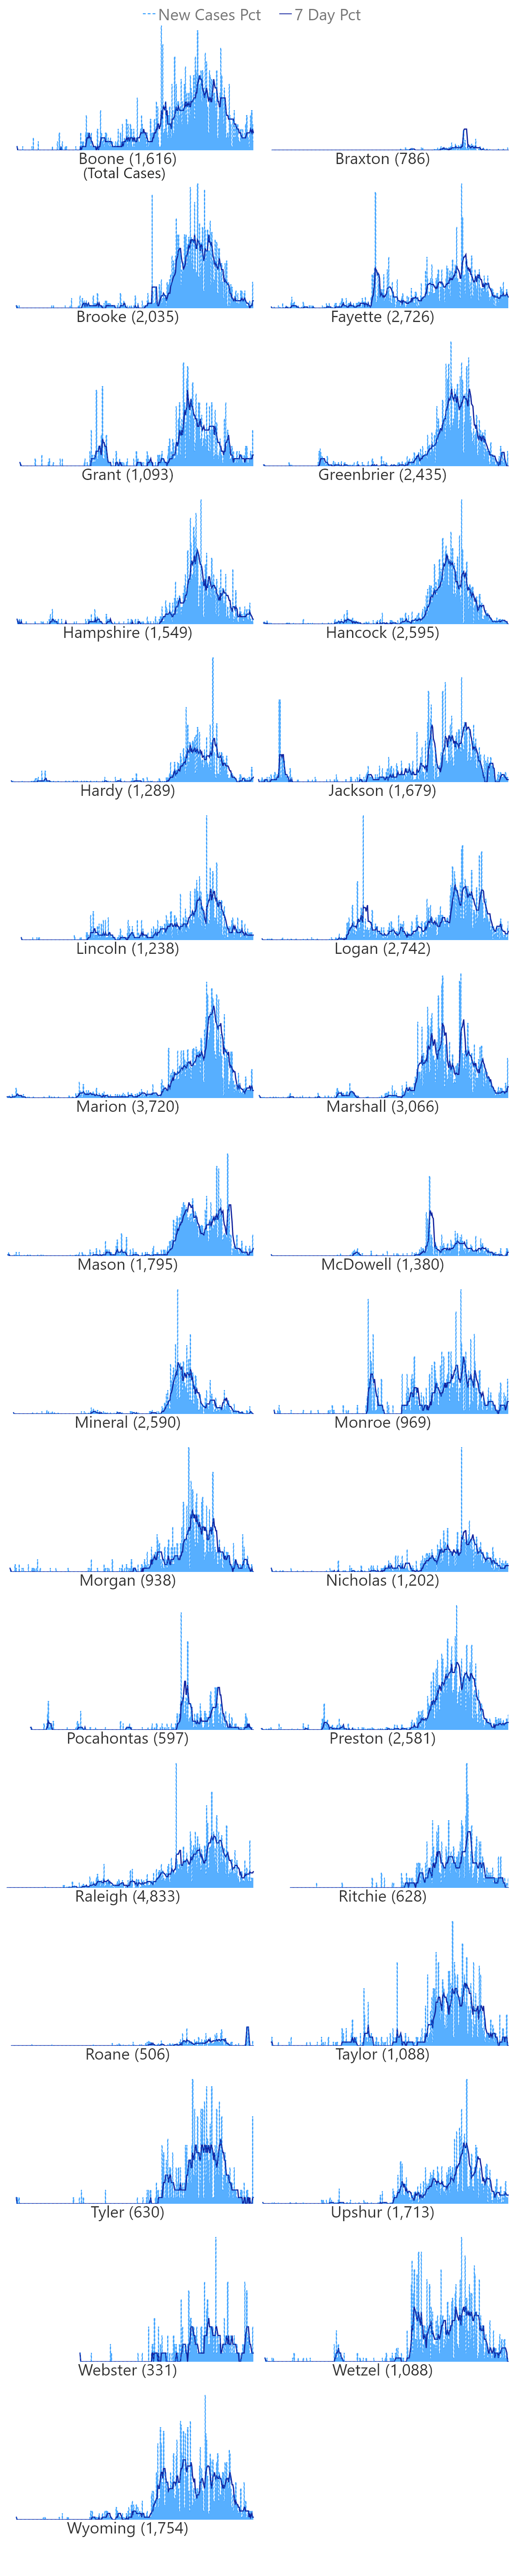 New Cases Pct 7 Day Pct
Boone (1,616) Braxton (786)
(Total Cases)
Brooke (2,035) Fayette (2,726)
Grant (1,093) Greenbrier (2,435)
Hampshire (1,549) Hancock (2,595)
Hardy (1,289) Jackson (1,679)
Lincoln (1,238) Logan (2,742)
Marion (3,720) Marshall (3,066)
Mason (1,795) McDowell (1,380)
Mineral (2,590) Monroe (969)
Morgan (938) Nicholas (1,202)
Pocahontas (597) Preston (2,581)
Raleigh (4,833) Ritchie (628)
Roane (506) Taylor (1,088)
Tyler (630) Upshur (1,713)
Webster (331) Wetzel (1,088)
Wyoming (1,754)